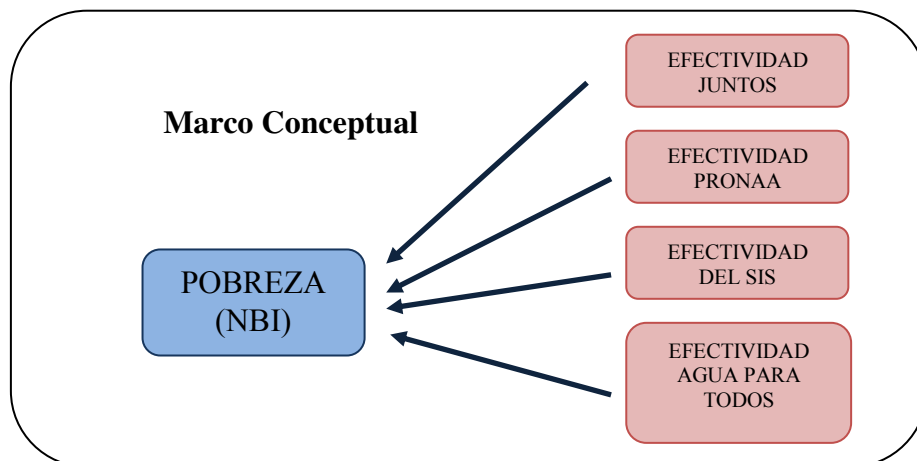 Marco Conceptual
POBREZA
(NBI)
EFECTIVIDAD
JUNTOS
EFECTIVIDAD
PRONAA
EFECTIVIDAD
DEL SIS
EFECTIVIDAD
AGUA PARA
TODOS